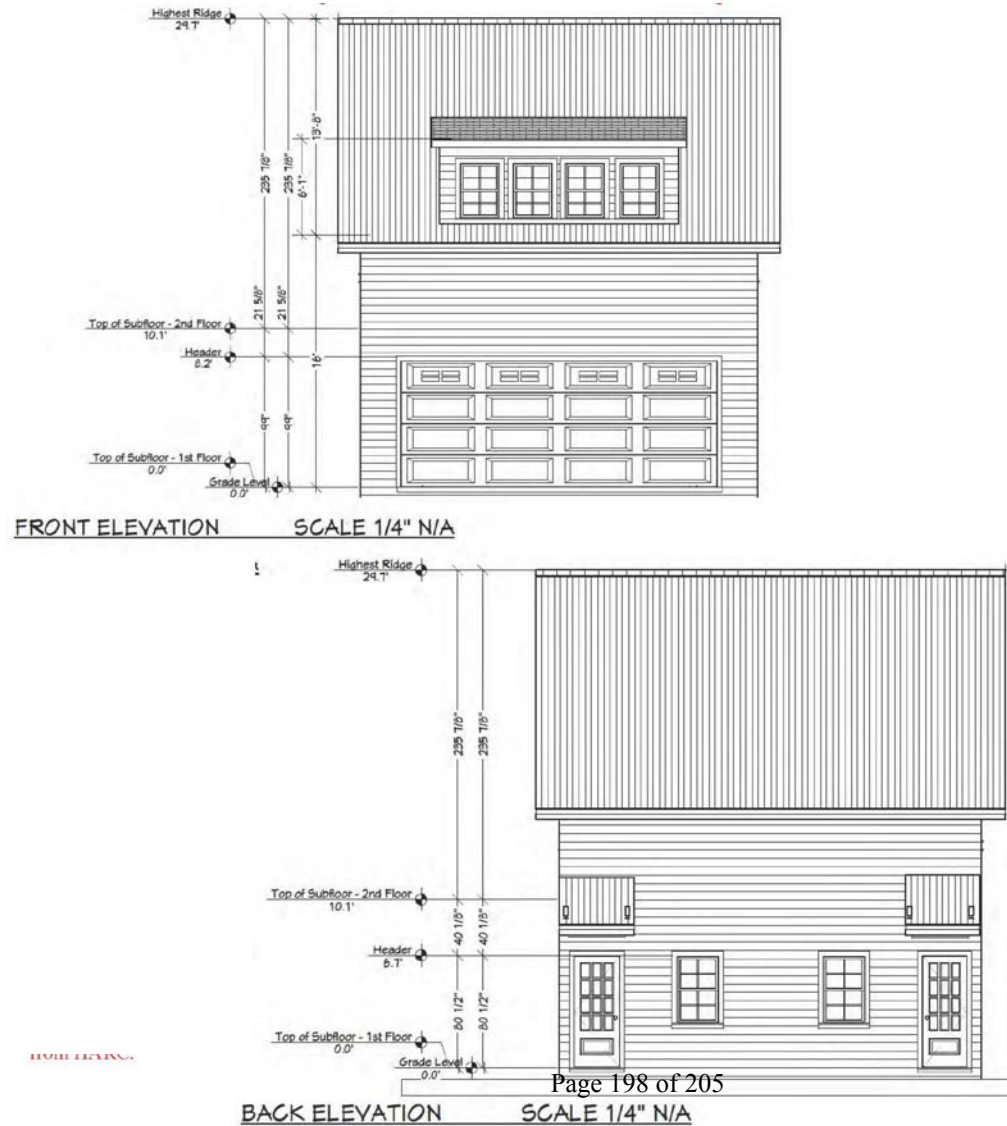 Highest Ridge
29.7'
13'-8"
235 7/8"
235 7/8"
6'-1"
21 5/8"
21 5/8"
Top of Subfloor - 2nd Floor
10.1'
Header
8.2'
16'
99"
99"
Top of Subfloor - 1st Floor
0.0'
Grade Level
0.0'
FRONT ELEVATION SCALE 1/4" N/A
Highest Ridge
29.7'
235 7/8"
235 7/8"
Top of Subfloor - 2nd Floor
10.1'
40 1/8"
40 1/8"
Header
6.7'
80 1/2"
80 1/2"
Top of Subfloor - 1st Floor
0.0'
Grade Level
0.0'
Page 198 of 205
BACK ELEVATION SCALE 1/4" N/A